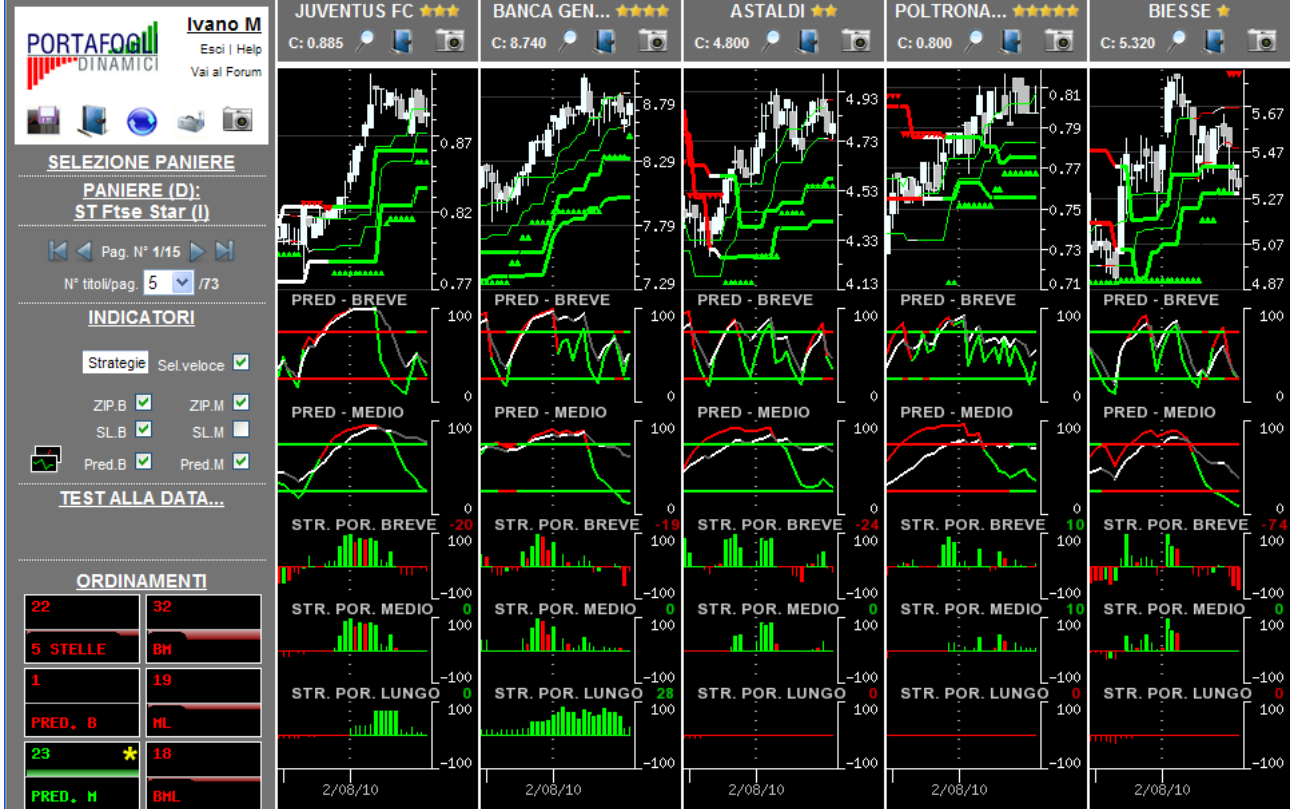 PORTAFOGLI
DINAMICI
Ivano M
Esci | Help
Vai al Forum
SELEZIONE PANIERE
PANIERE (D):
ST Ftse Star (I)
Pag. N° 1/15
N° titoli/pag. 5 /73
INDICATORI
Strategie Sel.veloce
ZIP.B ZIP.M
SL.B SL.M
Pred.B Pred.M
TEST ALLA DATA...
ORDINAMENTI
22 32
5 STELLE BM
1 19
PRED. B ML
23 * 18
PRED. M BML
JUVENTUS FC
C: 0.885
0.87
0.82
0.77
PRED - BREVE
100
0
PRED - MEDIO
100
0
STR. POR. BREVE -20
100
-100
STR. POR. MEDIO 0
100
-100
STR. POR. LUNGO 0
100
-100
2/08/10
BANCA GEN...
C: 8.740
8.79
8.29
7.79
7.29
PRED - BREVE
100
0
PRED - MEDIO
100
0
STR. POR. BREVE -19
100
-100
STR. POR. MEDIO 0
100
-100
STR. POR. LUNGO 28
100
-100
2/08/10
ASTALDI
C: 4.800
4.93
4.73
4.53
4.33
4.13
PRED - BREVE
100
0
PRED - MEDIO
100
0
STR. POR. BREVE -24
100
-100
STR. POR. MEDIO 0
100
-100
STR. POR. LUNGO 0
100
-100
2/08/10
POLTRONA...
C: 0.800
0.81
0.79
0.77
0.75
0.73
0.71
PRED - BREVE
100
0
PRED - MEDIO
100
0
STR. POR. BREVE 10
100
-100
STR. POR. MEDIO 10
100
-100
STR. POR. LUNGO 0
100
-100
2/08/10
BIESSE
C: 5.320
5.67
5.47
5.27
5.07
4.87
PRED - BREVE
100
0
PRED - MEDIO
100
0
STR. POR. BREVE -74
100
-100
STR. POR. MEDIO 0
100
-100
STR. POR. LUNGO 0
100
-100
2/08/10